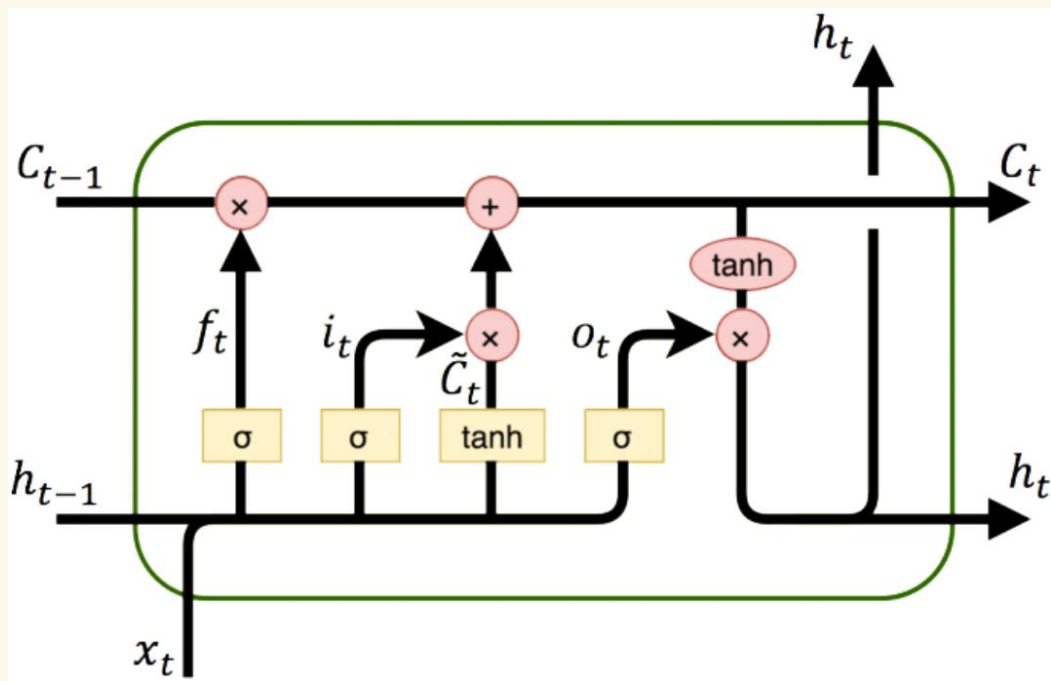 h_t
C_{t-1}
C_t
×
+
tanh
f_t
i_t
×
o_t
×
C̃_t
σ
σ
tanh
σ
h_{t-1}
h_t
x_t